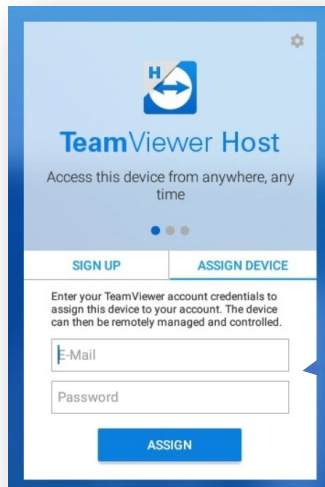 H
TeamViewer Host
Access this device from anywhere, any
time
SIGN UP
ASSIGN DEVICE
Enter your TeamViewer account credentials to
assign this device to your account. The device
can then be remotely managed and controlled.
E-Mail
Password
ASSIGN